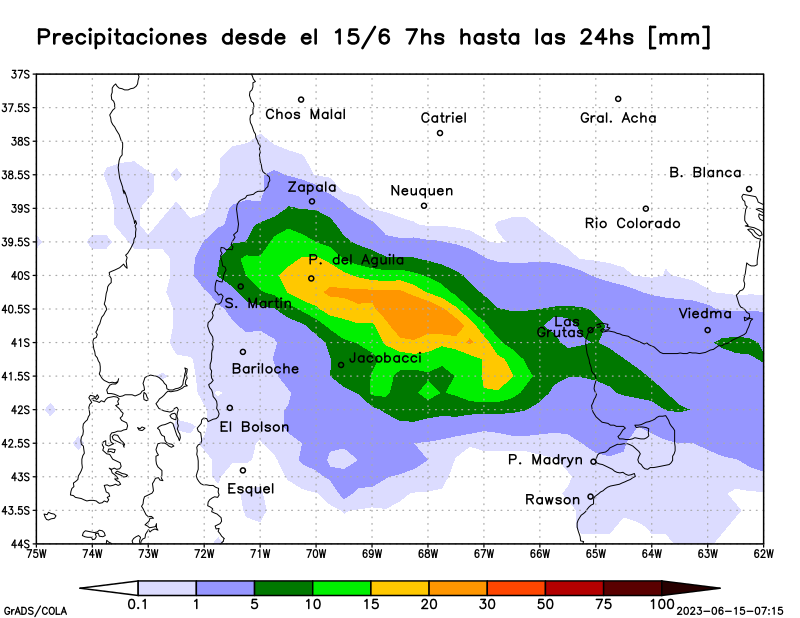 Precipitaciones desde el 15/6 7hs hasta las 24hs [mm]
37S
37.5S
38S
38.5S
39S
39.5S
40S
40.5S
41S
41.5S
42S
42.5S
43S
43.5S
44S
Chos Malal
Catriel
Gral. Acha
B. Blanca
Zapala
Neuquen
Rio Colorado
P. del Aguila
S. Martin
Viedma
Las
Grutas
Jacobacci
Bariloche
El Bolson
P. Madryn
Esquel
Rawson
75W 74W 73W 72W 71W 70W 69W 68W 67W 66W 65W 64W 63W 62W
0.1 1 5 10 15 20 30 50 75 100
GrADS/COLA
2023-06-15-07:15